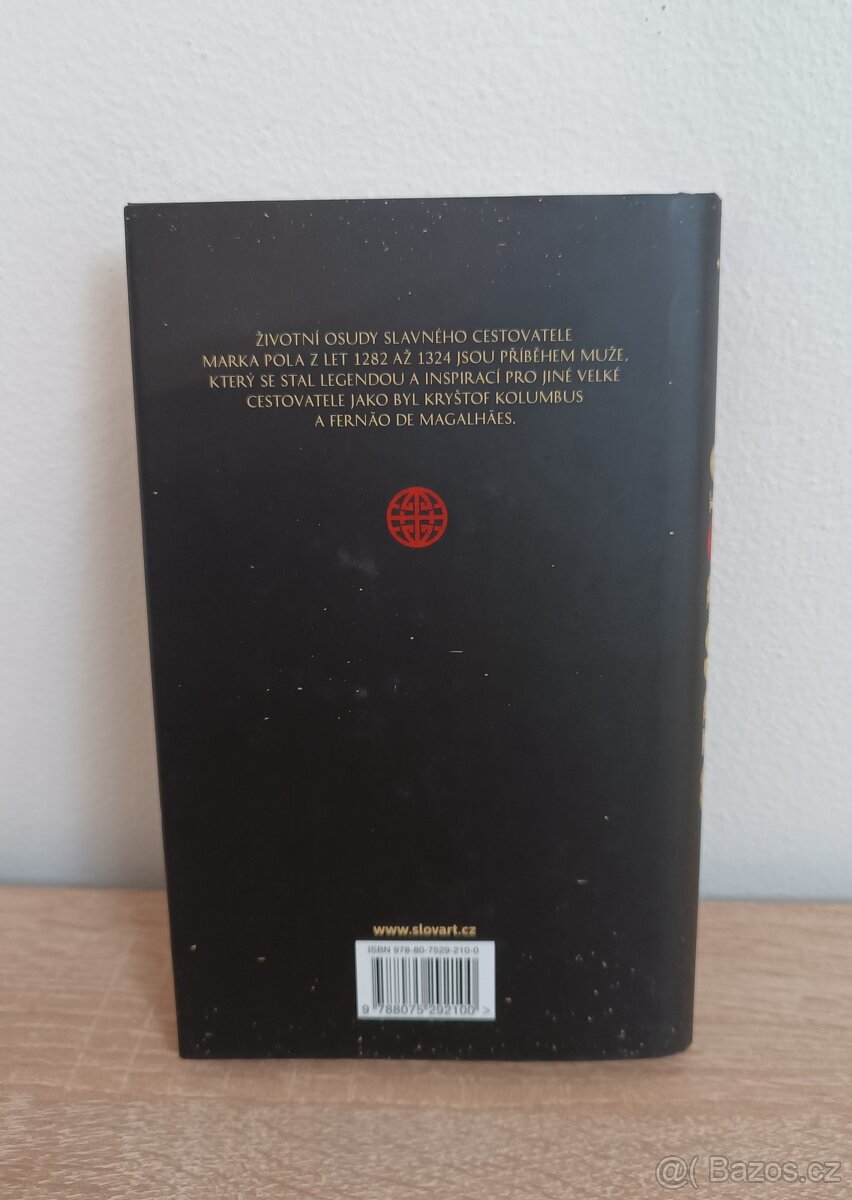 ŽIVOTNÍ OSUDY SLAVNÉHO CESTOVATELE
MARKA POLA Z LET 1282 AŽ 1324 JSOU PŘÍBĚHEM MUŽE,
KTERÝ SE STAL LEGENDOU A INSPIRACÍ PRO JINÉ VELKÉ
CESTOVATELE JAKO BYL KRYŠTOF KOLUMBUS
A FERNÃO DE MAGALHÃES.
www.slovart.cz
ISBN 978-80-7529-210-0
9 788075 292100 >
@( Bazos.cz